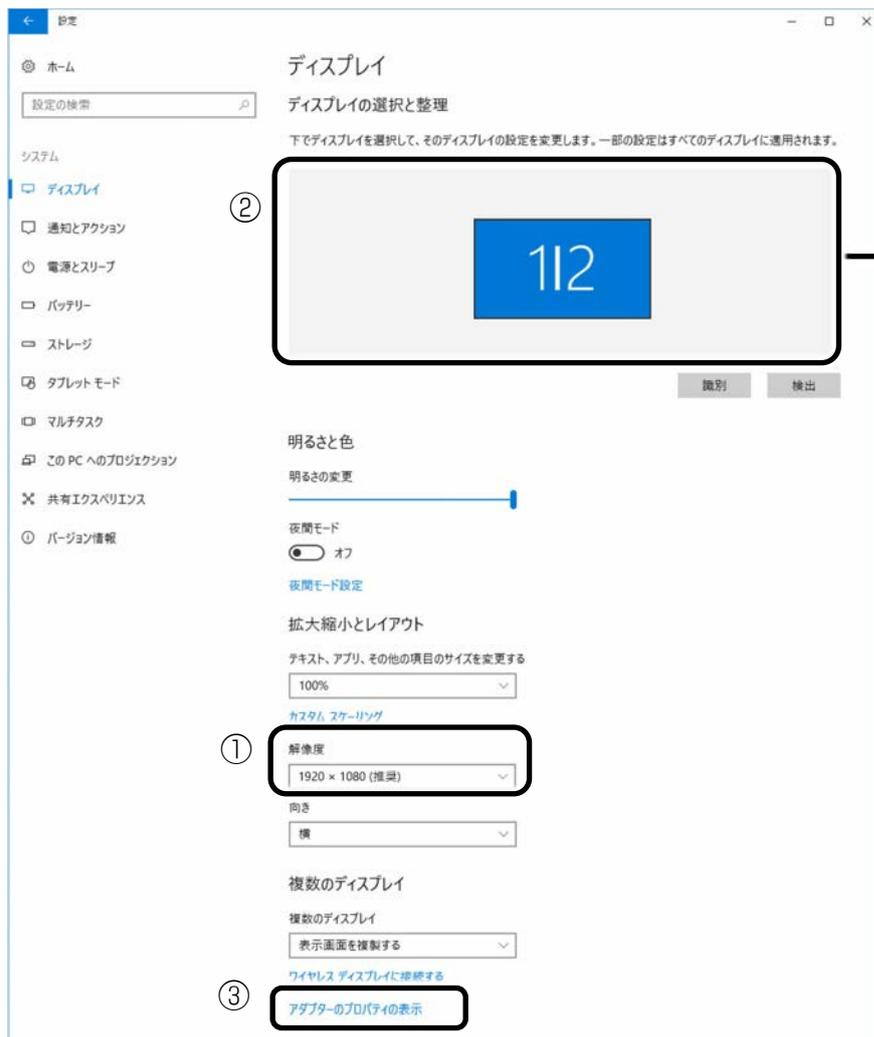 設定
ホーム
設定の検索
システム
ディスプレイ
通知とアクション
電源とスリープ
バッテリー
ストレージ
タブレット モード
マルチタスク
この PC へのプロジェクション
共有エクスペリエンス
バージョン情報
ディスプレイ
ディスプレイの選択と整理
下でディスプレイを選択して、そのディスプレイの設定を変更します。一部の設定はすべてのディスプレイに適用されます。
②
1|2
識別 検出
明るさと色
明るさの変更
夜間モード
オフ
夜間モード設定
拡大縮小とレイアウト
テキスト、アプリ、その他の項目のサイズを変更する
100%
カスタム スケーリング
①
解像度
1920 × 1080 (推奨)
向き
横
複数のディスプレイ
複数のディスプレイ
表示画面を複製する
ワイヤレス ディスプレイに接続する
③
アダプターのプロパティの表示